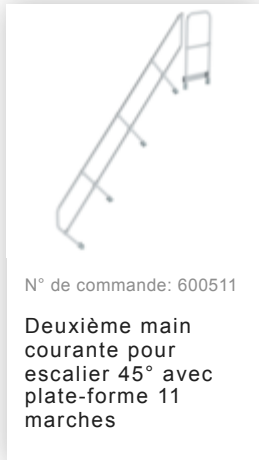 N° de commande: 600511
Deuxième main
courante pour
escalier 45° avec
plate-forme 11
marches